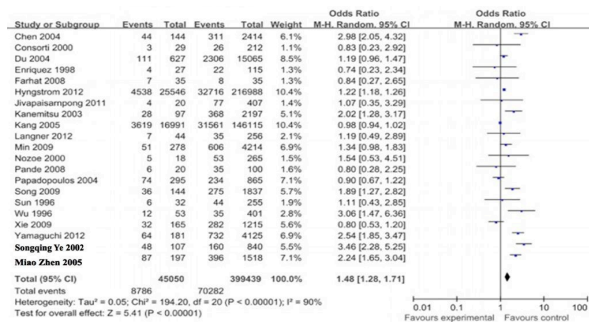 Odds Ratio Odds Ratio
Study or Subgroup Events Total Events Total Weight M-H. Random. 95% CI M-H. Random. 95% CI
Chen 2004 44 144 311 2414 6.1% 2.98 [2.05, 4.32]
Consorti 2000 3 29 26 212 0.9% 0.83 [0.23, 2.92]
Du 2004 111 627 2306 15065 8.5% 1.19 [0.96, 1.47]
Enriquez 1998 4 27 22 115 0.9% 0.74 [0.23, 2.34]
Farhat 2008 7 35 8 35 0.9% 0.84 [0.27, 2.65]
Hyngstrom 2012 4538 25546 32716 216988 10.4% 1.22 [1.18, 1.26]
Jivapaisampong 2011 4 20 77 407 1.0% 1.07 [0.35, 3.29]
Kanemitsu 2003 28 97 368 2197 5.2% 2.02 [1.28, 3.17]
Kang 2005 3619 16991 31561 146115 10.4% 0.98 [0.94, 1.02]
Langner 2012 7 44 35 256 1.6% 1.19 [0.49, 2.89]
Min 2009 51 278 606 4214 7.0% 1.34 [0.98, 1.83]
Nozoe 2000 5 18 53 265 1.1% 1.54 [0.53, 4.51]
Pande 2008 6 20 35 100 1.2% 0.80 [0.28, 2.25]
Papadopoulos 2004 74 295 234 865 7.1% 0.90 [0.67, 1.22]
Song 2009 36 144 275 1837 5.7% 1.89 [1.27, 2.82]
Sun 1996 6 32 44 255 1.5% 1.11 [0.43, 2.85]
Wu 1996 12 53 35 401 2.3% 3.06 [1.47, 6.36]
Xie 2009 32 165 282 1215 5.7% 0.80 [0.53, 1.20]
Yamaguchi 2012 64 181 732 4125 6.8% 2.54 [1.85, 3.47]
Songqing Ye 2002 48 107 160 840 5.6% 3.46 [2.28, 5.25]
Miao Zhen 2005 87 197 396 1518 7.0% 2.24 [1.65, 3.04]
Total (95% CI) 45050 399439 100.0% 1.48 [1.28, 1.71]
Total events 8786 70282
Heterogeneity: Tau² = 0.05; Chi² = 194.20, df = 20 (P < 0.00001); I² = 90%
Test for overall effect: Z = 5.41 (P < 0.00001)
0.01 0.1 1 10 100
Favours experimental Favours control